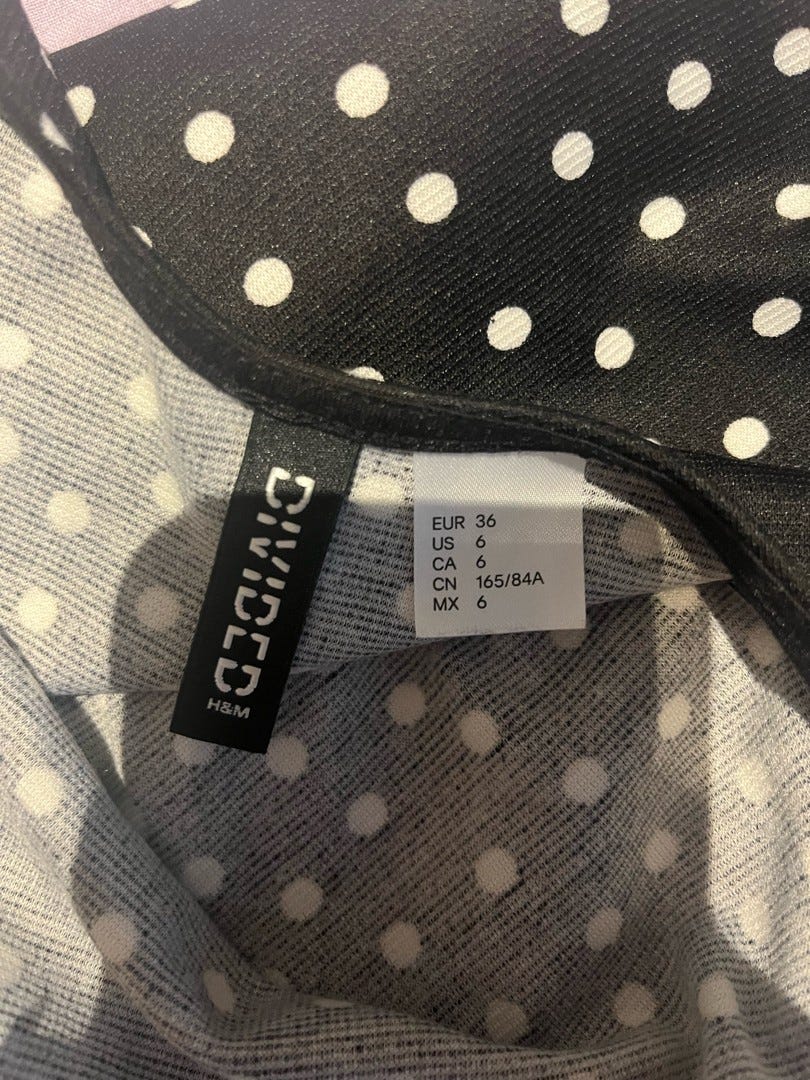 DIVIDED
H&M
EUR 36
US 6
CA 6
CN 165/84A
MX 6